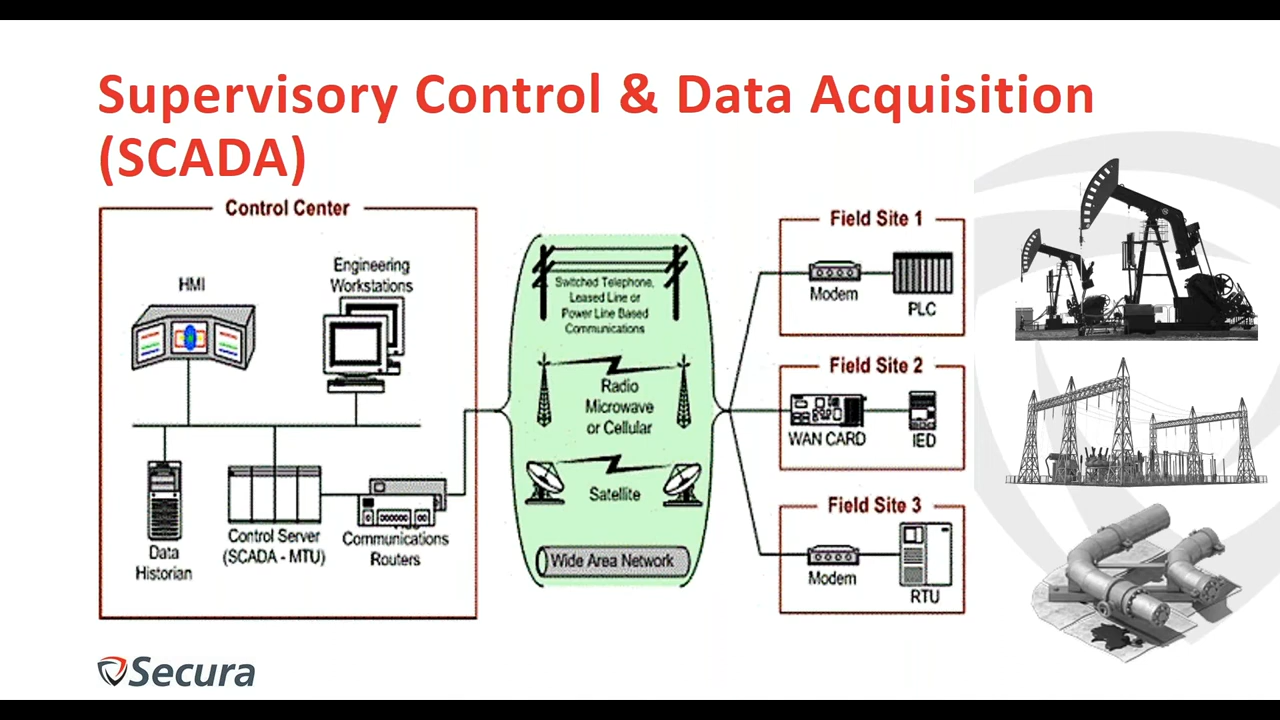 Supervisory Control & Data Acquisition
(SCADA)
Control Center
HMI
Engineering
Workstations
Data
Historian
Control Server
(SCADA - MTU)
Communications
Routers
Switched Telephone,
Leased Line or
Power Line Based
Communications
Radio
Microwave
or Cellular
Satellite
Wide Area Network
Field Site 1
Modem
PLC
Field Site 2
WAN CARD
IED
Field Site 3
Modem
RTU
Secura